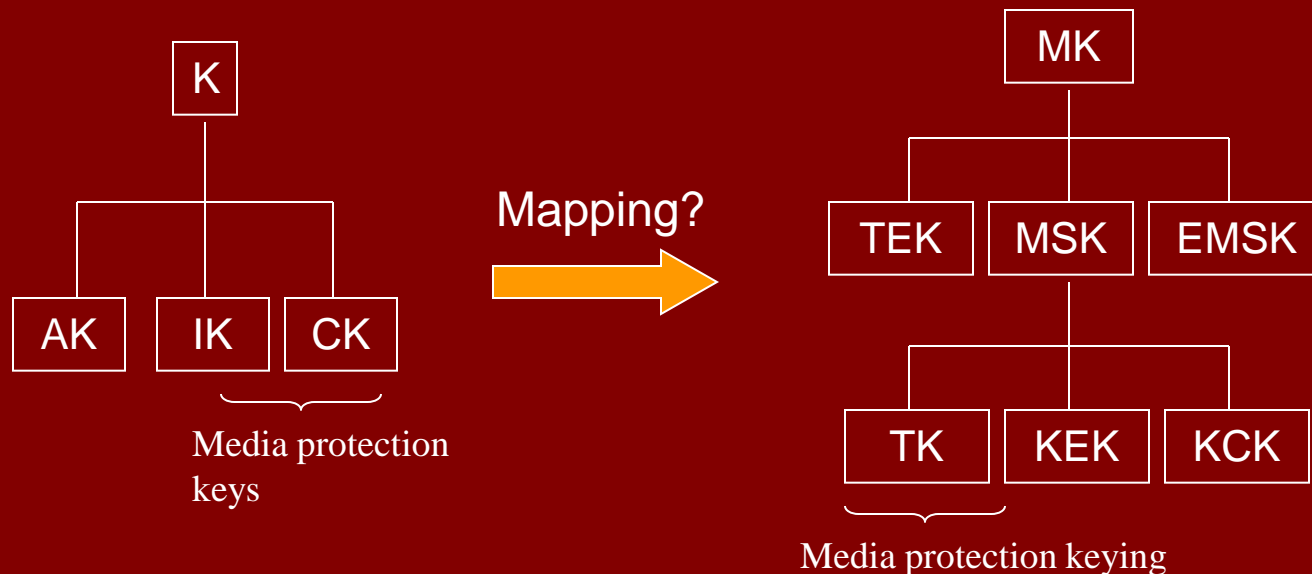 K
AK
IK
CK
Media protection
keys
Mapping?
MK
TEK
MSK
EMSK
TK
KEK
KCK
Media protection keying